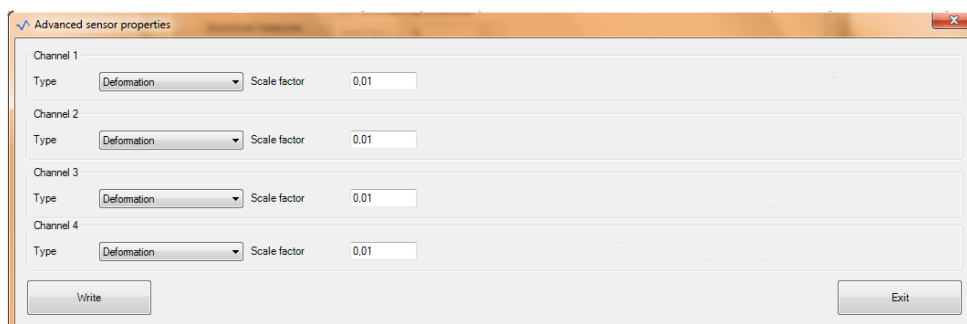 Advanced sensor properties
Channel 1
Type Deformation Scale factor 0,01
Channel 2
Type Deformation Scale factor 0,01
Channel 3
Type Deformation Scale factor 0,01
Channel 4
Type Deformation Scale factor 0,01
Write Exit